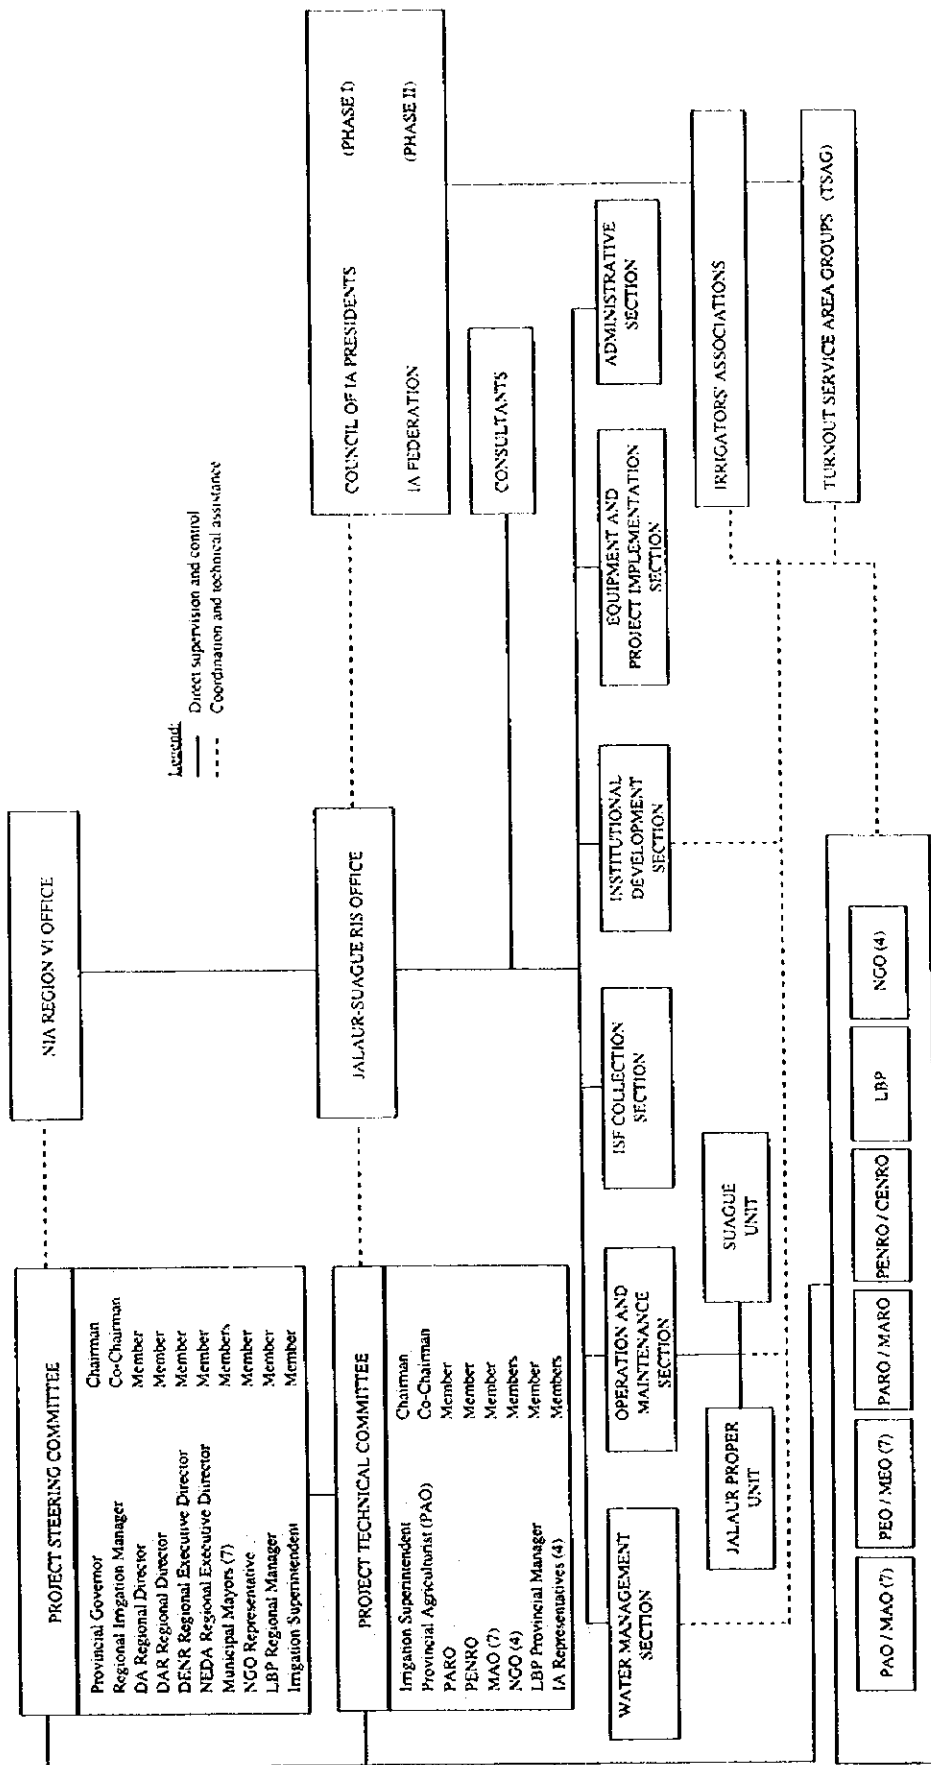 PROJECT STEERING COMMITTEE
Provincial Governor Chairman
Regional Irrigation Manager Co-Chairman
DA Regional Director Member
DAR Regional Director Member
DENR Regional Executive Director Member
NEDA Regional Executive Dirirector Member
Municipal Mayors (7) Members
NGO Representative Member
LBP Regional Manager Member
Irrigation Superintendent Member
NIA REGION VI OFFICE
Legend:
Direct supervision and control
Coordination and technical assistance
PROJECT TECHNICAL COMMITTEE
Irrigation Superintendent Chairman
Provincial Agriculturist (PAO) Co-Chairman
PARO Member
PENRO Member
MAO (7) Member
NGO (4) Members
LBP Provincial Manager Member
IA Representatives (4) Members
JALAUR-SUAGUE RIS OFFICE
COUNCIL OF IA PRESIDENTS (PHASE I)
IA FEDERATION (PHASE II)
CONSULTANTS
WATER MANAGEMENT
SECTION
OPERATION AND
MAINTENANCE
SECTION
ISF COLLECTION
SECTION
INSTITUTIONAL
DEVELOPMENT
SECTION
EQUIPMENT AND
PROJECT IMPLEMENTATION
SECTION
ADMINISTRATIVE
SECTION
JALAUR PROPER
UNIT
SUAGUE
UNIT
IRRIGATORS' ASSOCIATIONS
TURNOUT SERVICE AREA GROUPS (TSAG)
PAO / MAO (7)
PEO / MEO (7)
PARO / MARO
PENRO / CENRO
LBP
NGO (4)